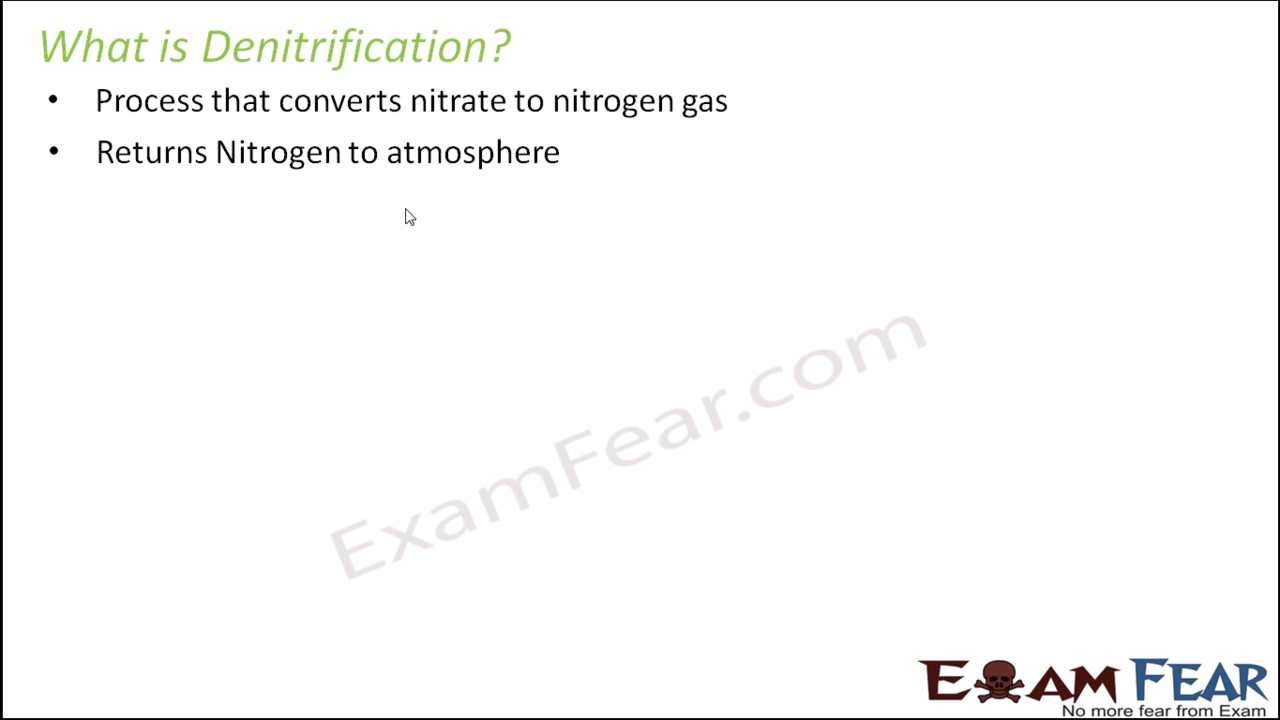 What is Denitrification?
• Process that converts nitrate to nitrogen gas
• Returns Nitrogen to atmosphere
ExamFear.com
EXAM FEAR
No more fear from Exam